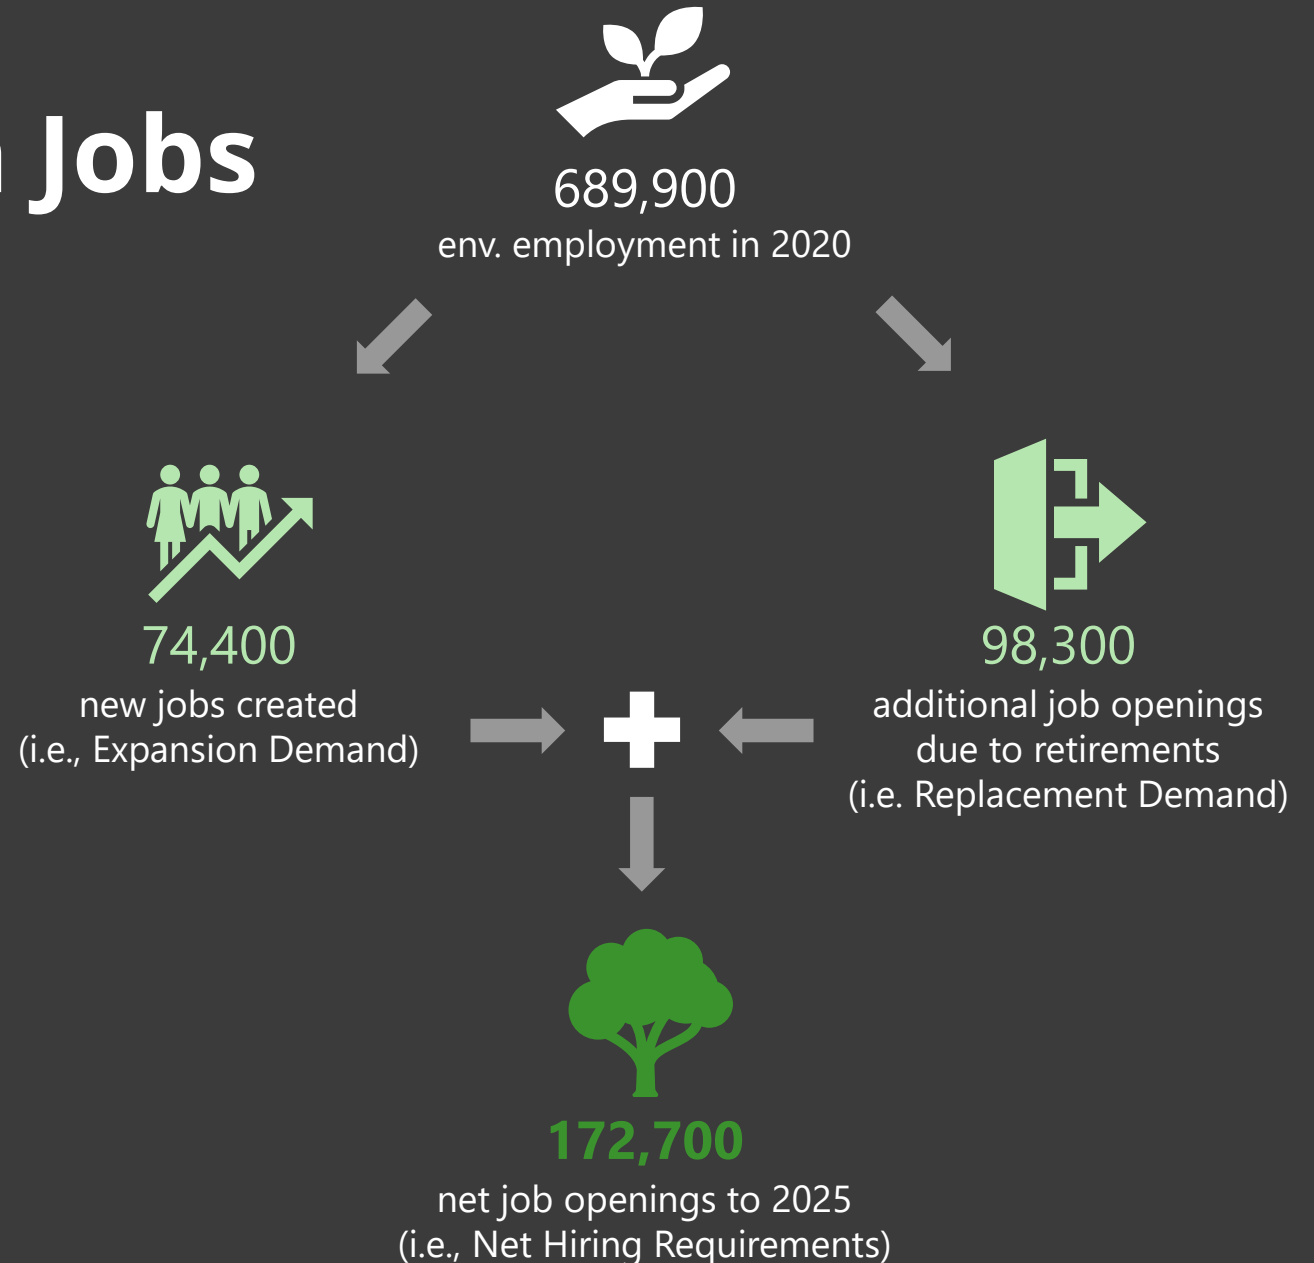 Jobs
689,900
env. employment in 2020
74,400
new jobs created
(i.e., Expansion Demand)
98,300
additional job openings
due to retirements
(i.e. Replacement Demand)
172,700
net job openings to 2025
(i.e., Net Hiring Requirements)